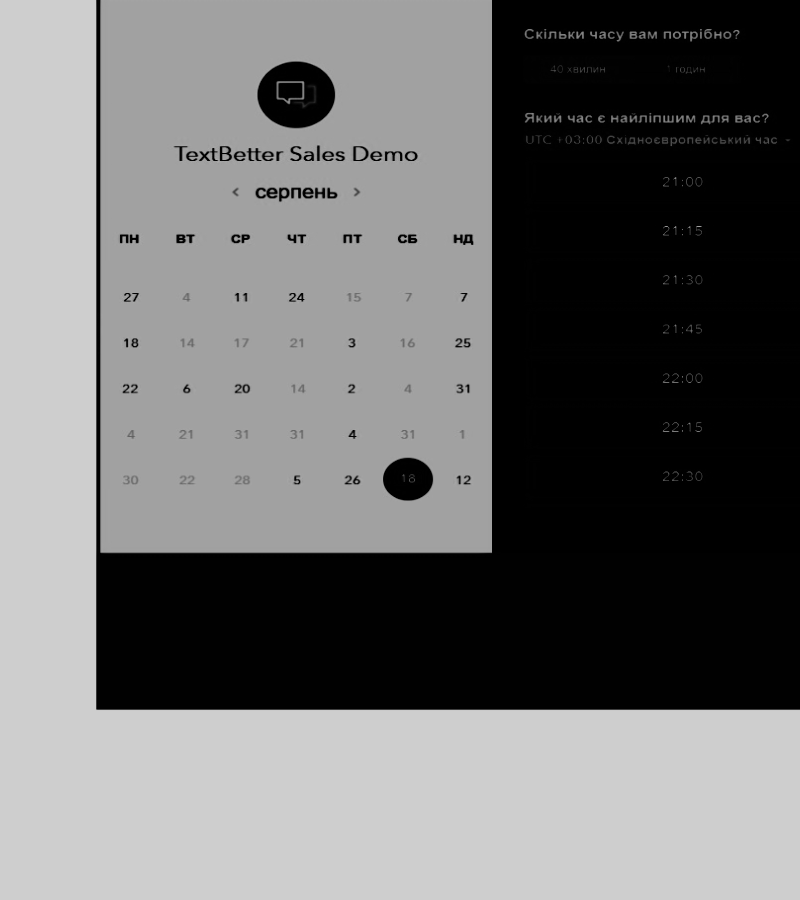 TextBetter Sales Demo
< серпень >
ПН ВТ СР ЧТ ПТ СБ НД
27 4 11 24 15 7 7
18 14 17 21 3 16 25
22 6 20 14 2 4 31
4 21 31 31 4 31 1
30 22 28 5 26 18 12
Скільки часу вам потрібно?
40 хвилин 1 годин
Який час є найліпшим для вас?
UTC +03:00 Східноєвропейський час
21:00
21:15
21:30
21:45
22:00
22:15
22:30